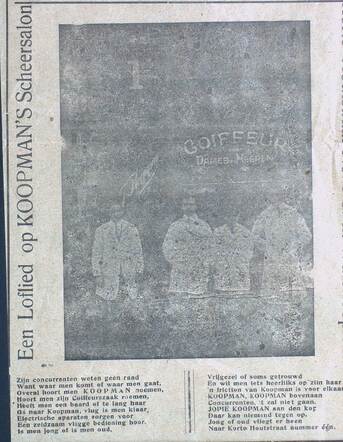 Een Loflied op KOOPMAN'S Scheersalon!
COIFFEUR
DAMES HEEREN
Zijn concurrenten weten geen raad
Want waar men komt of waar men gaat,
Overal hoort men KOOPMAN noemen,
Hoort men zijn Coiffeurszaak roemen,
Heeft men een baard of te lang haar
Ga naar Koopman, vlug is men klaar,
Electrische aparaten zorgen voor
Een zeldzaam vlugge bediening hoor.
Is men jong of is men oud,
Vrijgezel of soms getrouwd
En wil men iets heerlijks op zijn haar
'n friction van Koopman is voor elkaar
KOOPMAN, KOOPMAN bovenaan
Concurrenten, 't zal niet gaan.
JOPIE KOOPMAN aan den kop
Daar kan niemand tegen op.
Jong of oud vliegt er heen
Naar Korte Houtstraat nummer één.